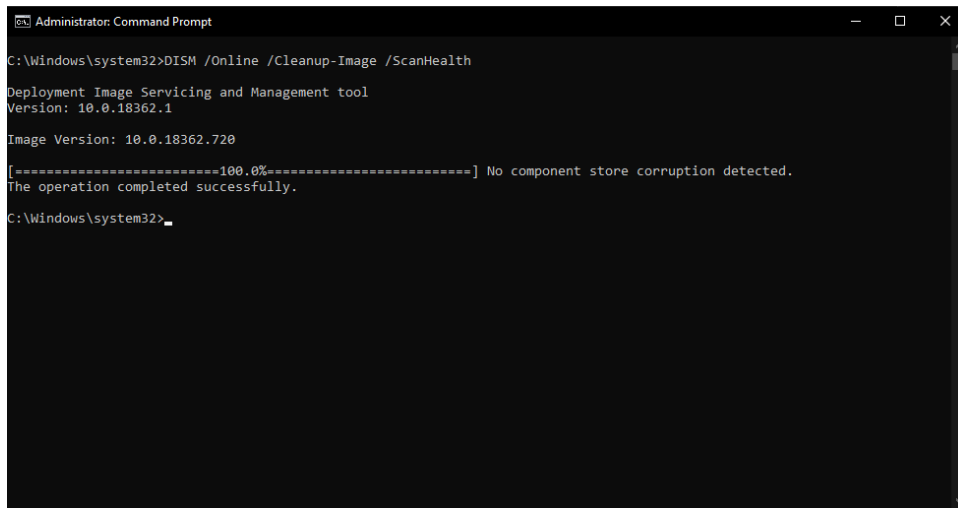 Administrator: Command Prompt
C:\Windows\system32>DISM /Online /Cleanup-Image /ScanHealth
Deployment Image Servicing and Management tool
Version: 10.0.18362.1
Image Version: 10.0.18362.720
[==========================100.0%==========================] No component store corruption detected.
The operation completed successfully.
C:\Windows\system32>